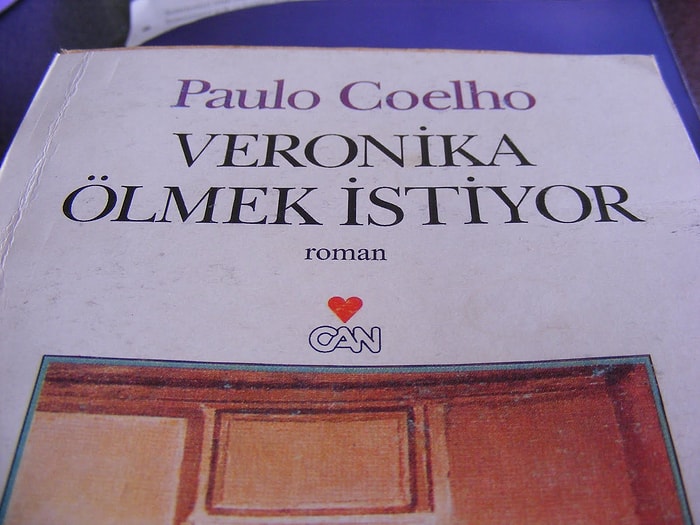 Paulo Coelho
VERONİKA
ÖLMEK İSTİYOR
roman
CAN